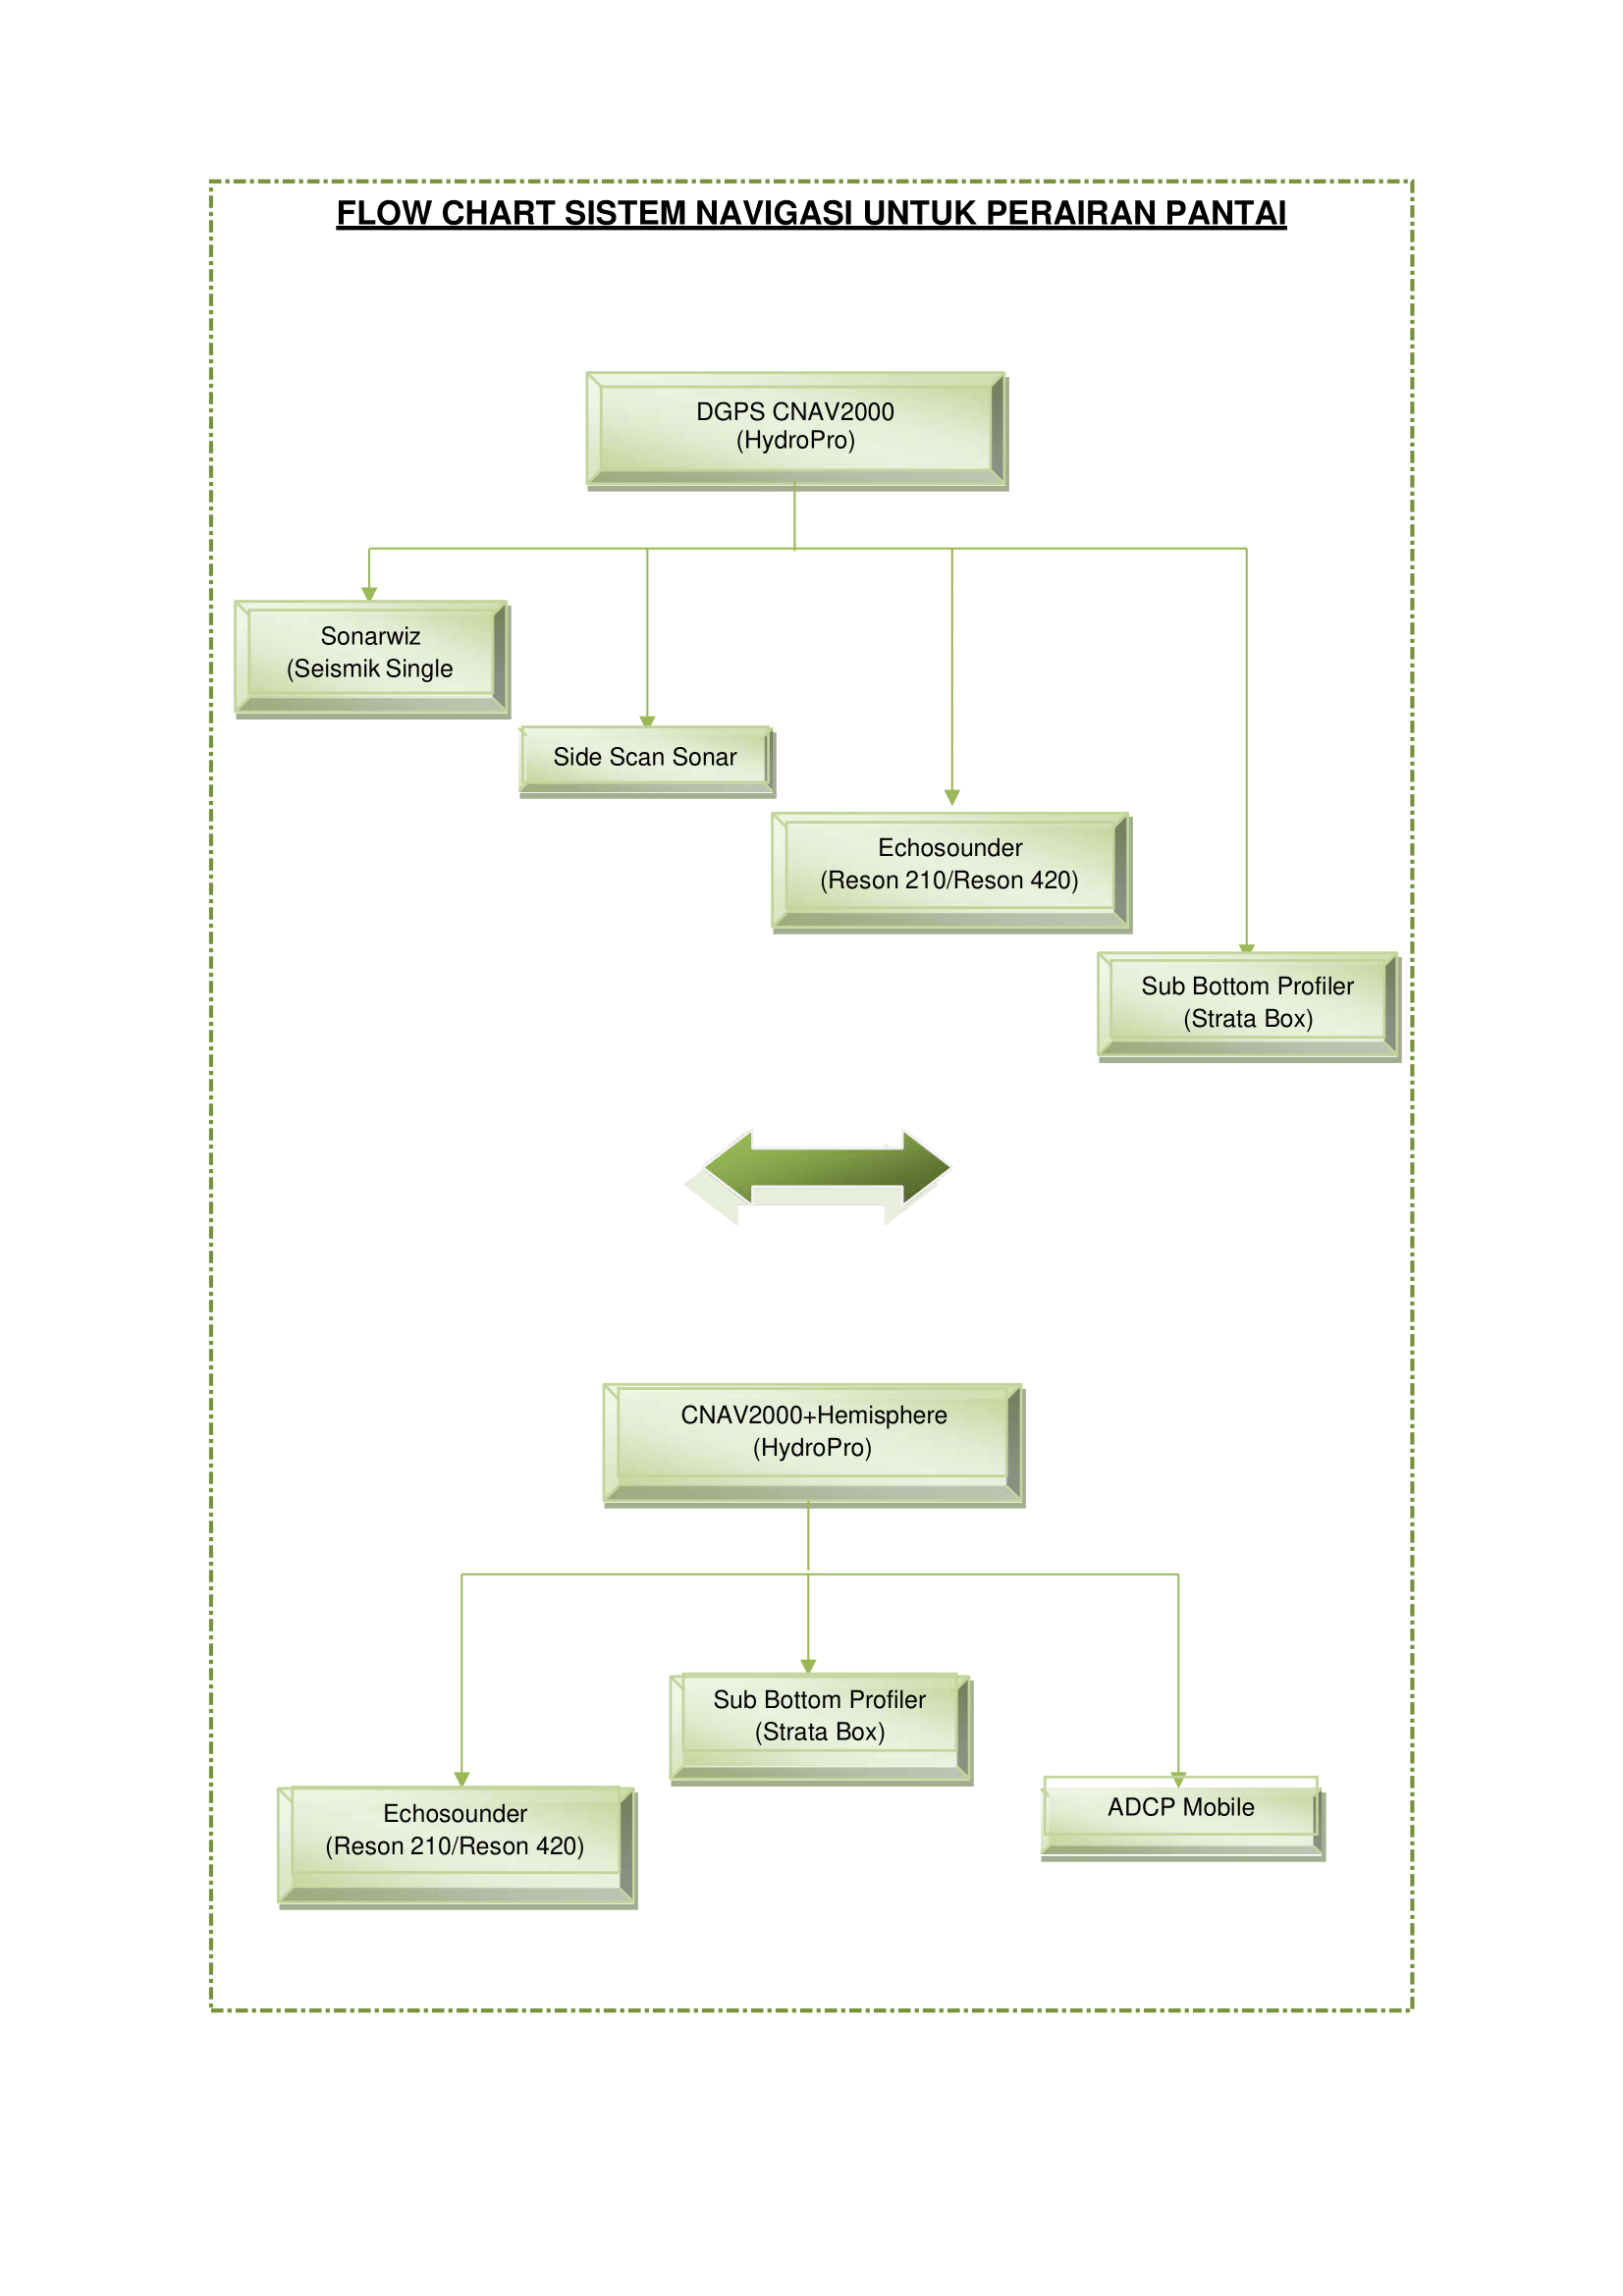 FLOW CHART SISTEM NAVIGASI UNTUK PERAIRAN PANTAI
DGPS CNAV2000
(HydroPro)
Sonarwiz
(Seismik Single
Side Scan Sonar
Echosounder
(Reson 210/Reson 420)
Sub Bottom Profiler
(Strata Box)
CNAV2000+Hemisphere
(HydroPro)
Sub Bottom Profiler
(Strata Box)
Echosounder
(Reson 210/Reson 420)
ADCP Mobile